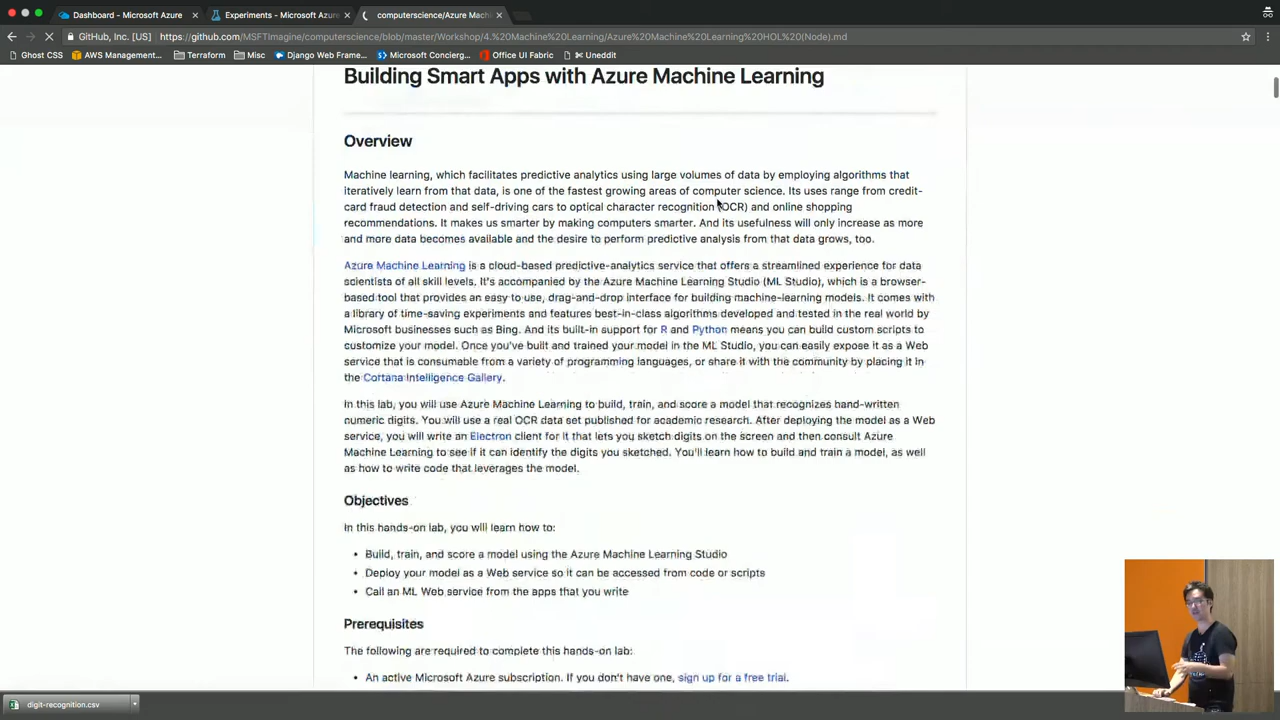 Dashboard - Microsoft Azure
Experiments - Microsoft Azure
computerscience/Azure Mach
GitHub, Inc. [US]
https://github.com/MSFTImagine/computerscience/blob/master/Workshop/4.%20Machine%20Learning/Azure%20Machine%20Learning%20HOL%20(Node).md
Ghost CSS
AWS Management...
Terraform
Misc
Django Web Frame...
Microsoft Concierg...
Office UI Fabric
Uneddit
Building Smart Apps with Azure Machine Learning
Overview
Machine learning, which facilitates predictive analytics using large volumes of data by employing algorithms that
iteratively learn from that data, is one of the fastest growing areas of computer science. Its uses range from credit-
card fraud detection and self-driving cars to optical character recognition (OCR) and online shopping
recommendations. It makes us smarter by making computers smarter. And its usefulness will only increase as more
and more data becomes available and the desire to perform predictive analysis from that data grows, too.
Azure Machine Learning is a cloud-based predictive-analytics service that offers a streamlined experience for data
scientists of all skill levels. It's accompanied by the Azure Machine Learning Studio (ML Studio), which is a browser-
based tool that provides an easy to use, drag-and-drop interface for building machine-learning models. It comes with
a library of time-saving experiments and features best-in-class algorithms developed and tested in the real world by
Microsoft businesses such as Bing. And its built-in support for R and Python means you can build custom scripts to
customize your model. Once you've built and trained your model in the ML Studio, you can easily expose it as a Web
service that is consumable from a variety of programming languages, or share it with the community by placing it in
the Cortana Intelligence Gallery.
In this lab, you will use Azure Machine Learning to build, train, and score a model that recognizes hand-written
numeric digits. You will use a real OCR data set published for academic research. After deploying the model as a Web
service, you will write an Electron client for it that lets you sketch digits on the screen and then consult Azure
Machine Learning to see if it can identify the digits you sketched. You'll learn how to build and train a model, as well
as how to write code that leverages the model.
Objectives
In this hands-on lab, you will learn how to:
• Build, train, and score a model using the Azure Machine Learning Studio
• Deploy your model as a Web service so it can be accessed from code or scripts
• Call an ML Web service from the apps that you write
Prerequisites
The following are required to complete this hands-on lab:
• An active Microsoft Azure subscription. If you don't have one, sign up for a free trial.
digit-recognition.csv